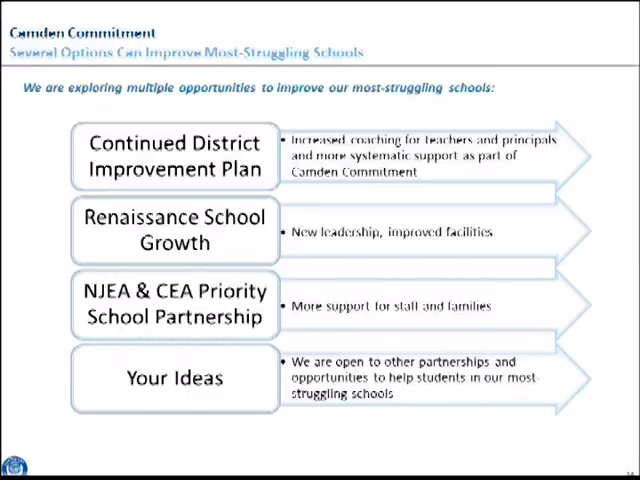 Camden Commitment
Several Options Can Improve Most-Struggling Schools
We are exploring multiple opportunities to improve our most-struggling schools:
Continued District
Improvement Plan
• Increased coaching for teachers and principals
and more systematic support as part of
Camden Commitment
Renaissance School
Growth
• New leadership, improved facilities
NJEA & CEA Priority
School Partnership
• More support for staff and families
Your Ideas
• We are open to other partnerships and
opportunities to help students in our most-
struggling schools